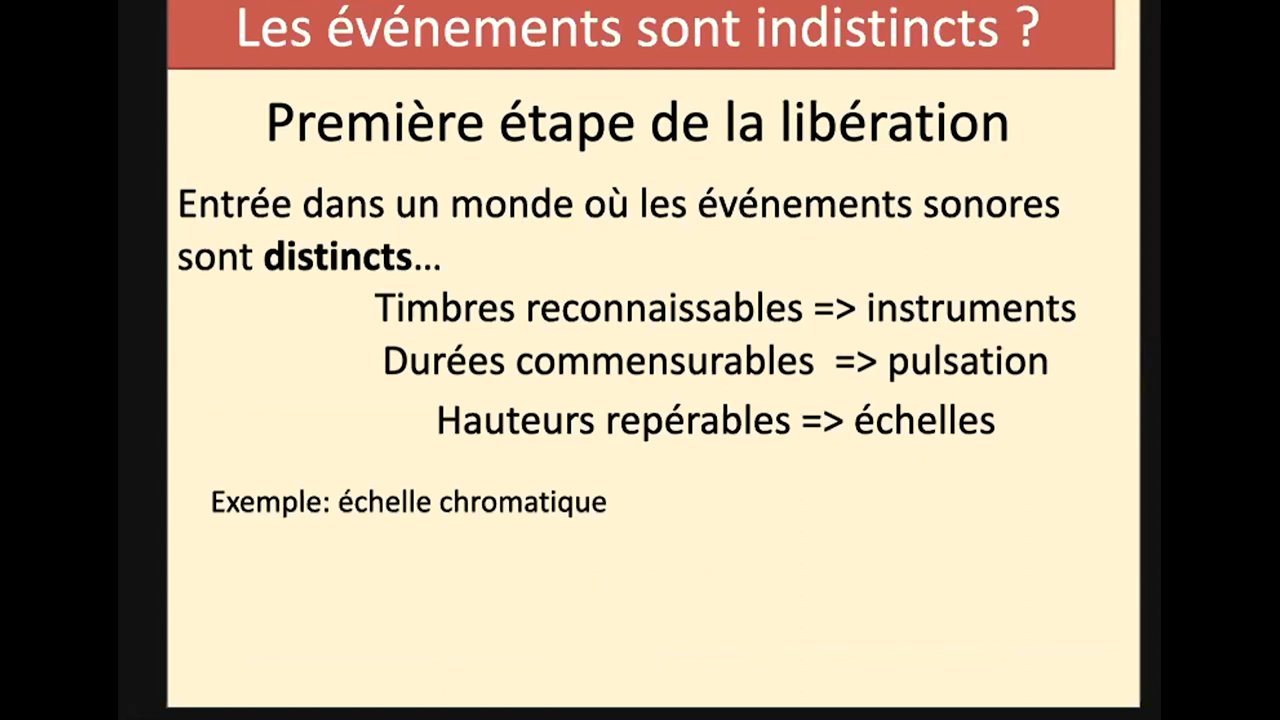 Les événements sont indistincts ?
Première étape de la libération
Entrée dans un monde où les événements sonores
sont distincts...
Timbres reconnaissables => instruments
Durées commensurables => pulsation
Hauteurs repérables => échelles
Exemple: échelle chromatique